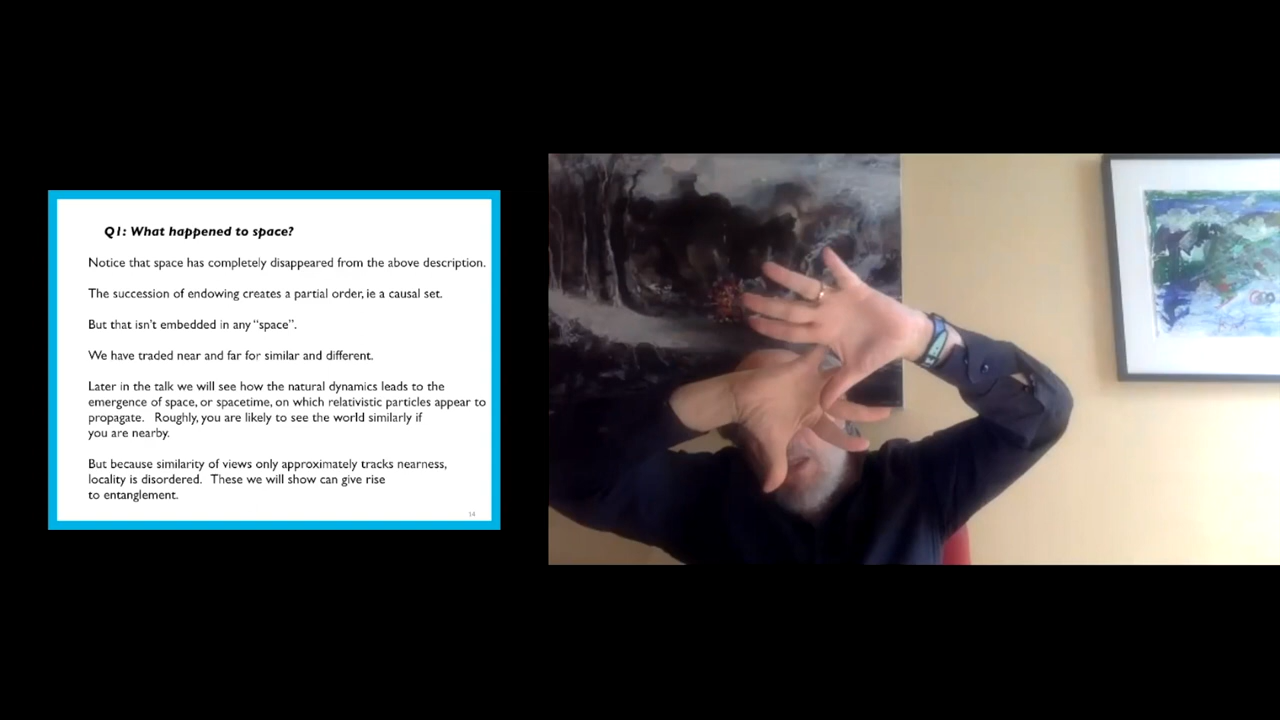 Q1: What happened to space?
Notice that space has completely disappeared from the above description.
The succession of endowing creates a partial order, ie a causal set.
But that isn't embedded in any “space”.
We have traded near and far for similar and different.
Later in the talk we will see how the natural dynamics leads to the
emergence of space, or spacetime, on which relativistic particles appear to
propagate. Roughly, you are likely to see the world similarly if
you are nearby.
But because similarity of views only approximately tracks nearness,
locality is disordered. These we will show can give rise
to entanglement.
14